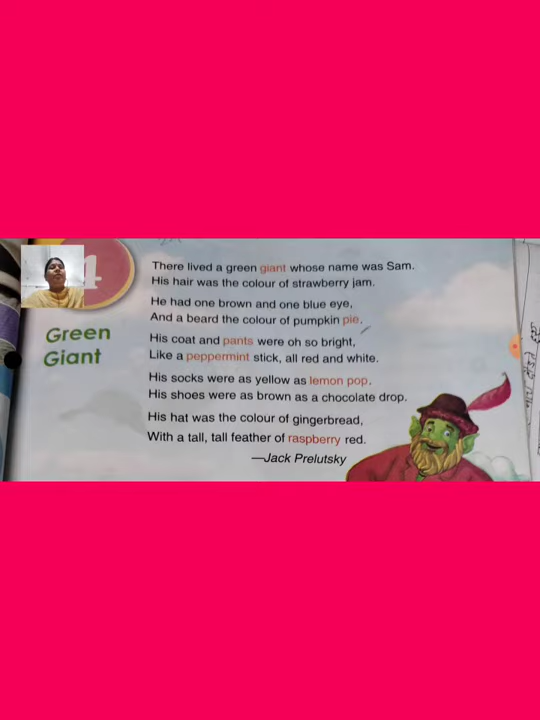 4
Green
Giant
There lived a green giant whose name was Sam.
His hair was the colour of strawberry jam.
He had one brown and one blue eye,
And a beard the colour of pumpkin pie.
His coat and pants were oh so bright,
Like a peppermint stick, all red and white.
His socks were as yellow as lemon pop.
His shoes were as brown as a chocolate drop.
His hat was the colour of gingerbread,
With a tall, tall feather of raspberry red.
—Jack Prelutsky